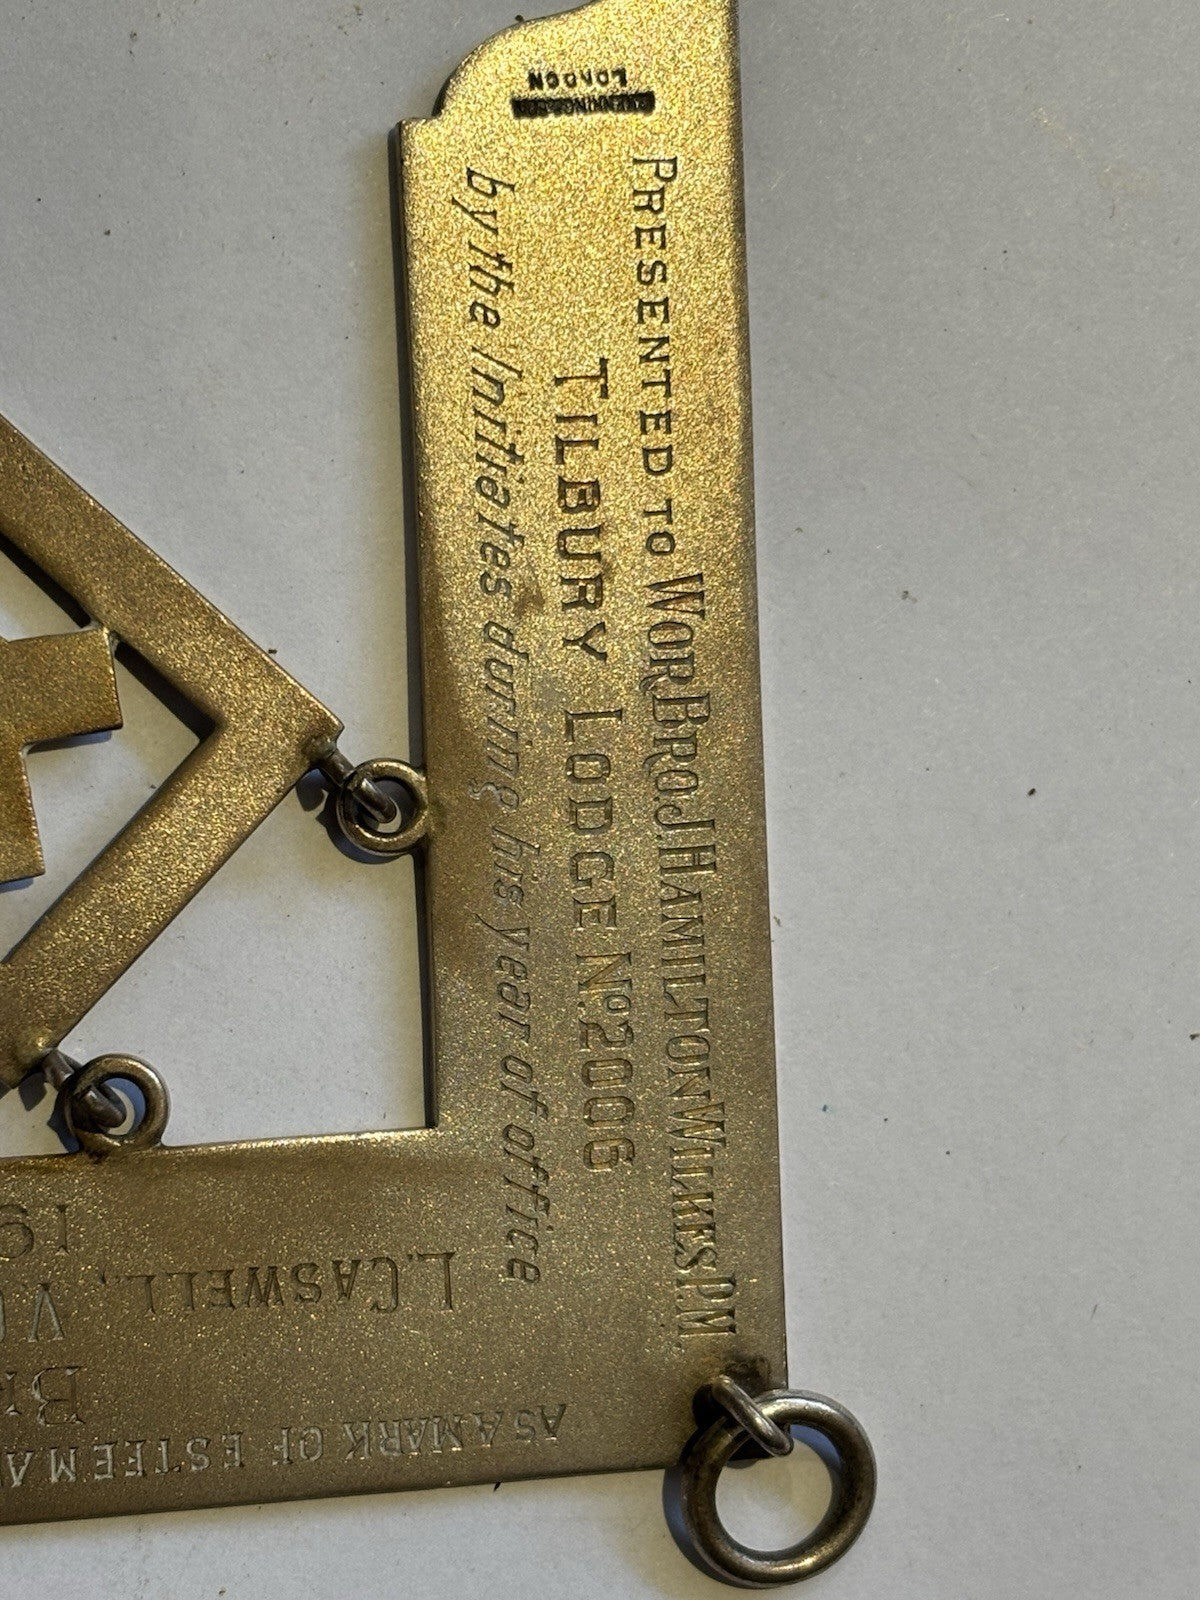 LONDON
PRESENTED TO WOR BRO J HAMILTON WILKES P.M.
TILBURY LODGE No 2006
by the Initiates during his year of office
AS A MARK OF ESTEEM
L. CASWELL.,
19